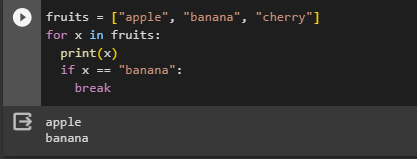 fruits = ["apple", "banana", "cherry"]
for x in fruits:
  print(x)
  if x == "banana":
    break
apple
banana